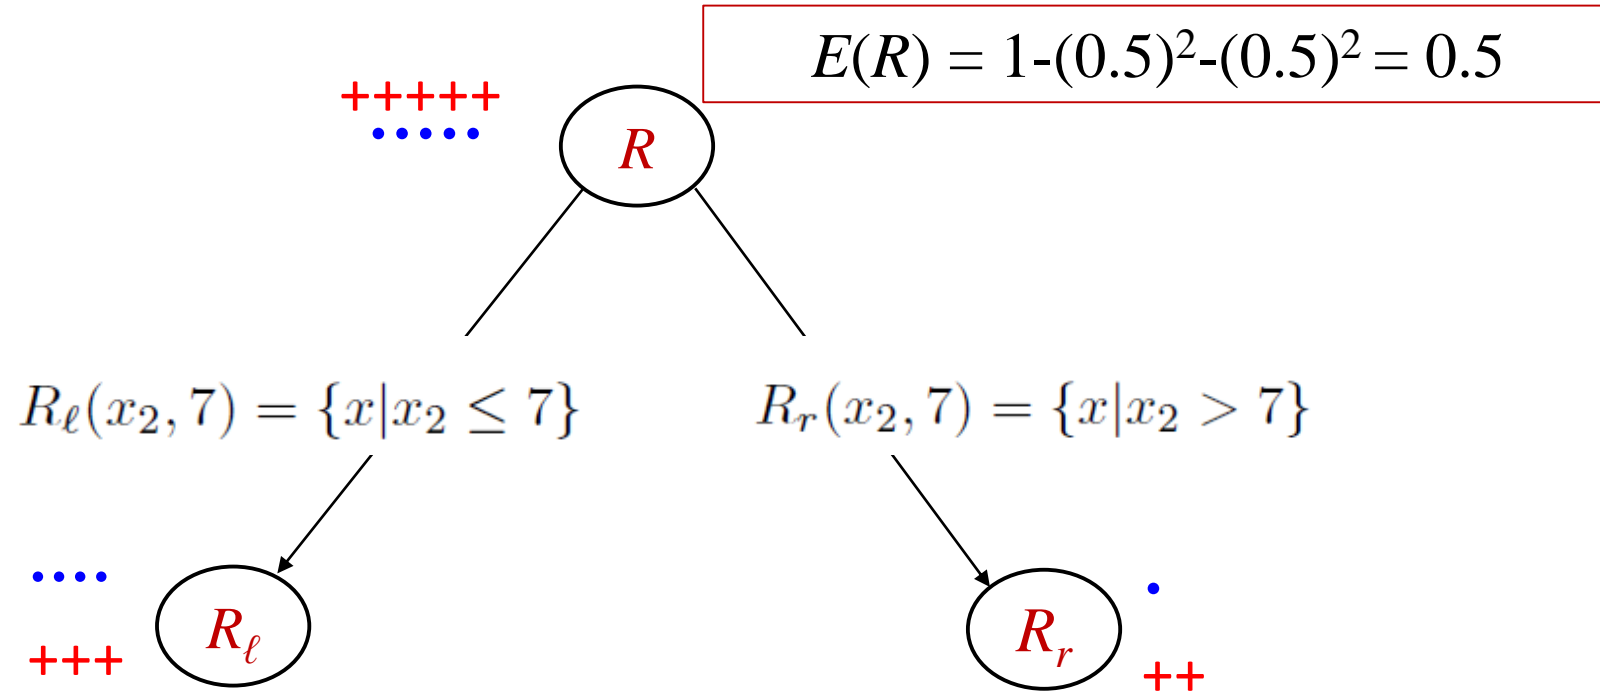 E(R) = 1-(0.5)²-(0.5)² = 0.5
+++++
•••••
R
Rℓ(x₂, 7) = {x|x₂ ≤ 7}
Rᵣ(x₂, 7) = {x|x₂ > 7}
••••
+++
Rℓ
Rᵣ
•
++